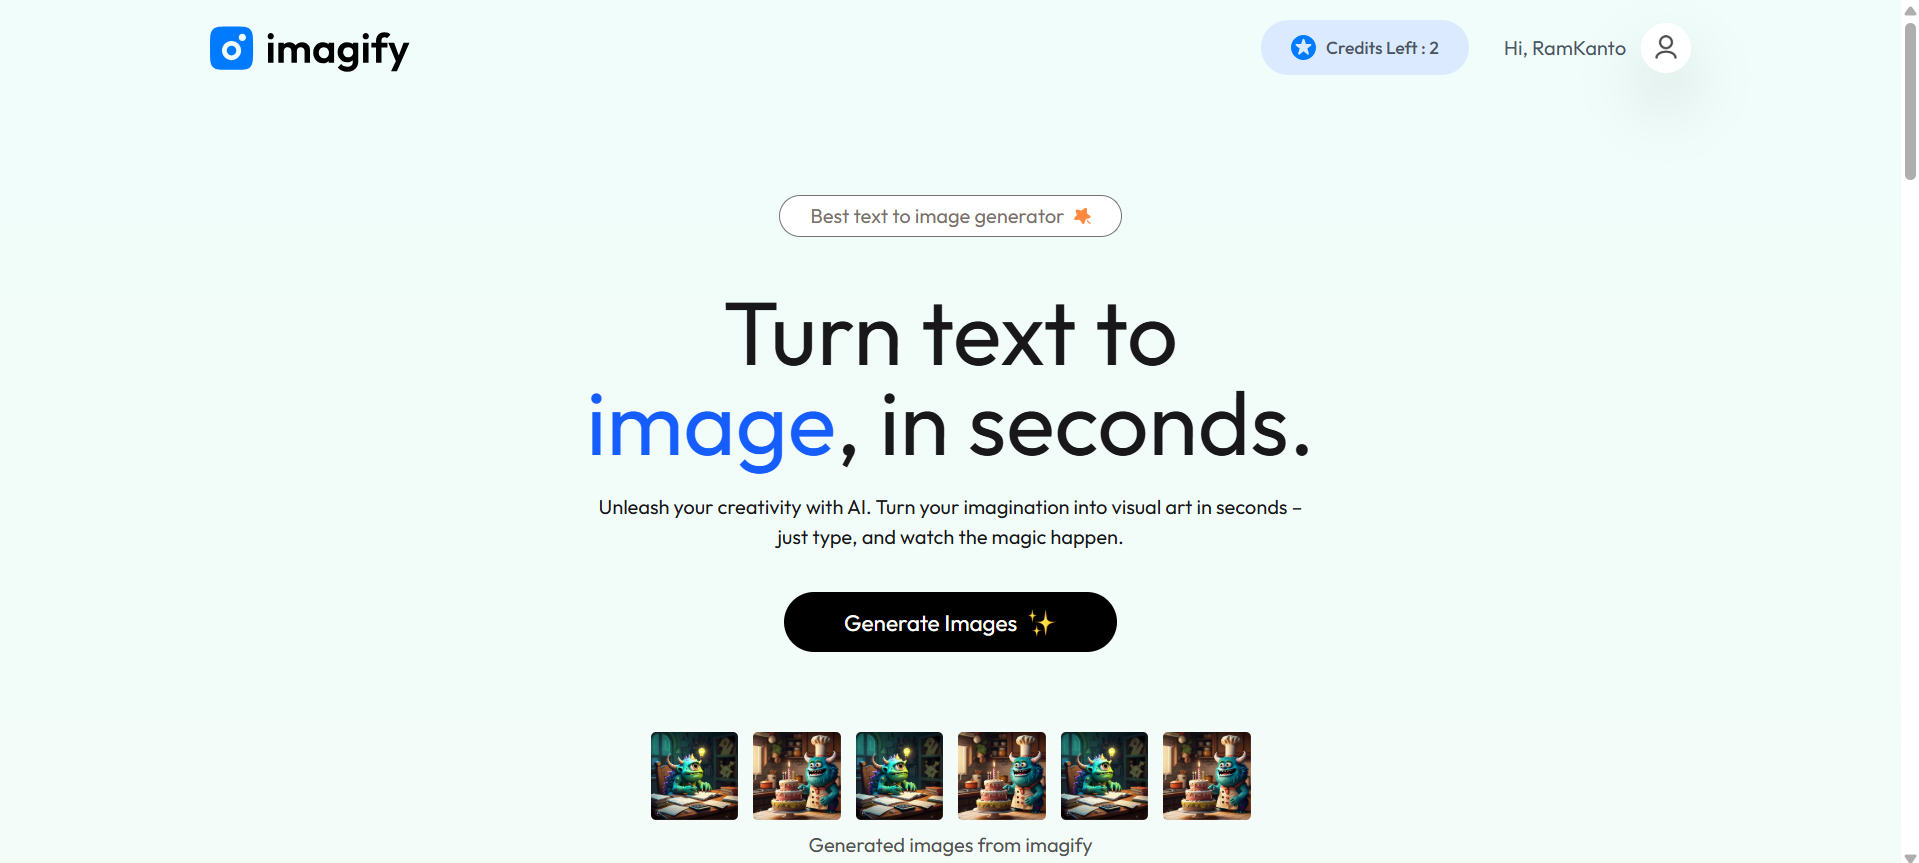 imagify
Credits Left : 2
Hi, RamKanto
Best text to image generator
Turn text to
image, in seconds.
Unleash your creativity with AI. Turn your imagination into visual art in seconds –
just type, and watch the magic happen.
Generate Images ✨
Generated images from imagify